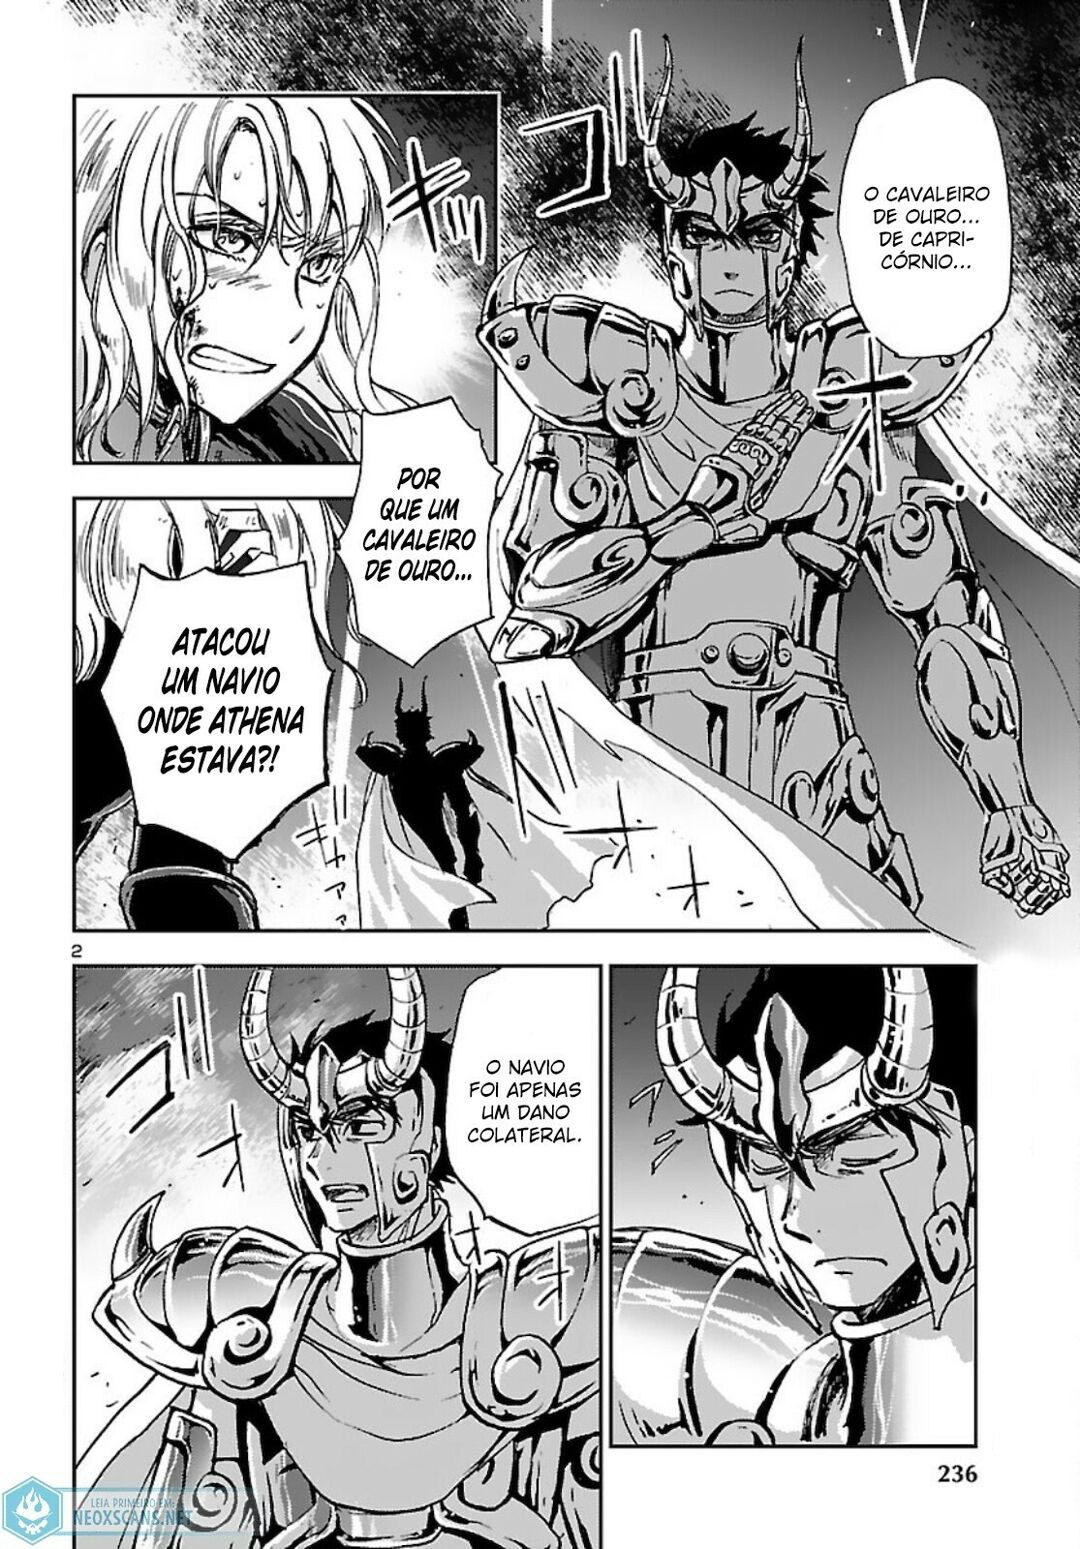 O CAVALEIRO
DE OURO...
DE CAPRI-
CÓRNIO...
POR
QUE UM
CAVALEIRO
DE OURO...
ATACOU
UM NAVIO
ONDE ATHENA
ESTAVA?!
2
O NAVIO
FOI APENAS
UM DANO
COLATERAL.
236
LEIA PRIMEIRO EM:
NEOXSCANS.NET